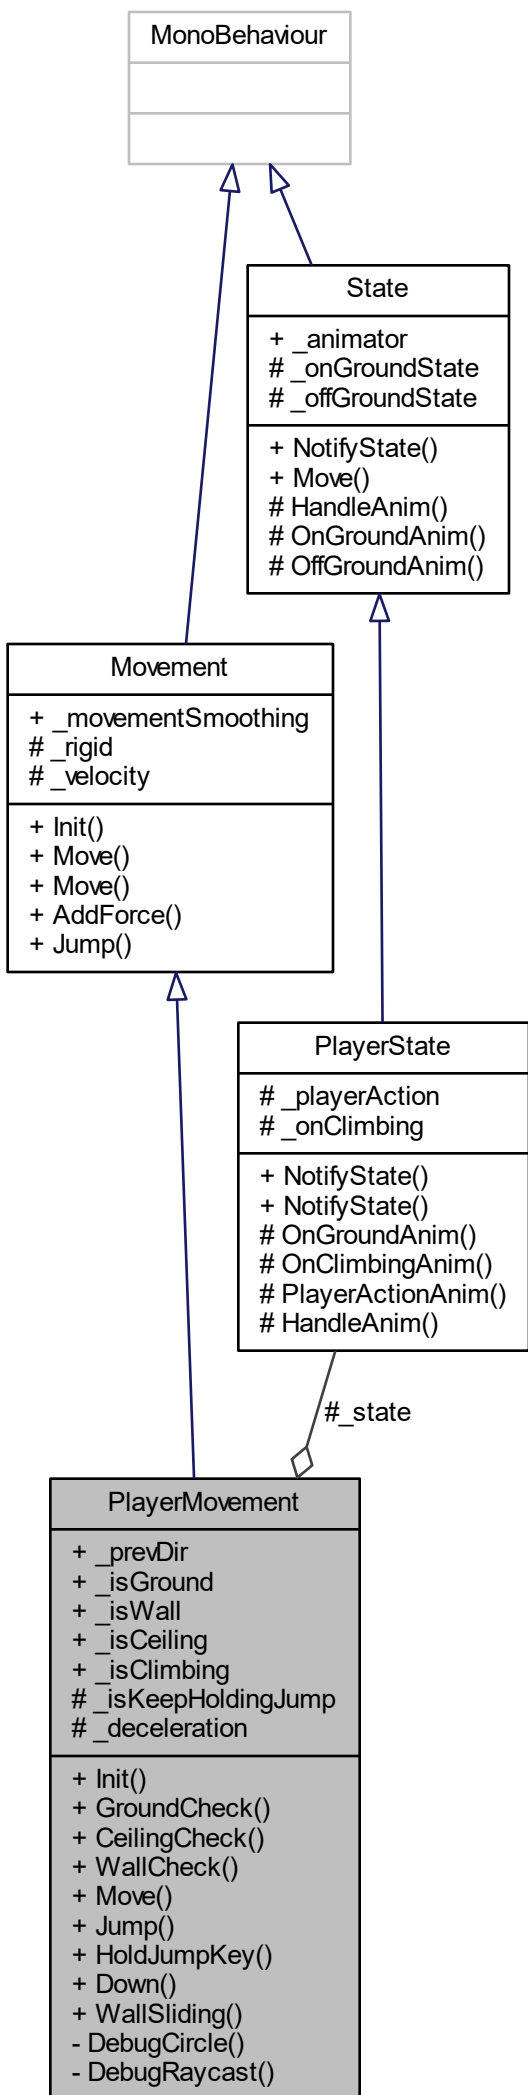 MonoBehaviour
State
+ _animator
# _onGroundState
# _offGroundState
+ NotifyState()
+ Move()
# HandleAnim()
# OnGroundAnim()
# OffGroundAnim()
Movement
+ _movementSmoothing
# _rigid
# _velocity
+ Init()
+ Move()
+ Move()
+ AddForce()
+ Jump()
PlayerState
# _playerAction
# _onClimbing
+ NotifyState()
+ NotifyState()
# OnGroundAnim()
# OnClimbingAnim()
# PlayerActionAnim()
# HandleAnim()
#_state
PlayerMovement
+ _prevDir
+ _isGround
+ _isWall
+ _isCeiling
+ _isClimbing
# _isKeepHoldingJump
# _deceleration
+ Init()
+ GroundCheck()
+ CeilingCheck()
+ WallCheck()
+ Move()
+ Jump()
+ HoldJumpKey()
+ Down()
+ WallSliding()
- DebugCircle()
- DebugRaycast()